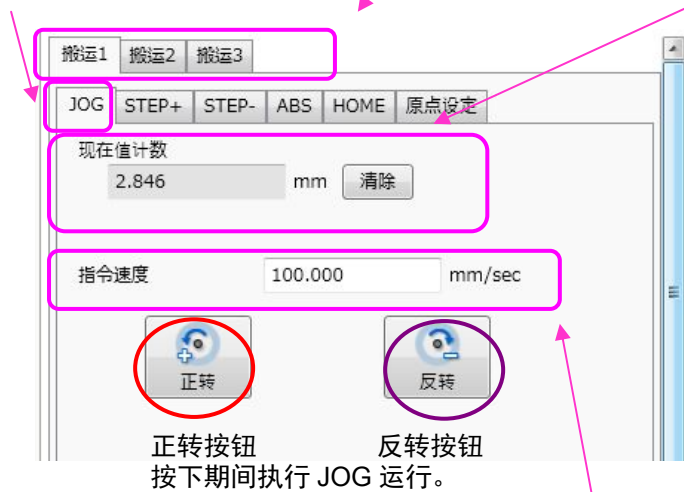 搬运1 搬运2 搬运3
JOG STEP+ STEP- ABS HOME 原点设定
现在值计数
2.846 mm 清除
指令速度 100.000 mm/sec
正转 反转
正转按钮 反转按钮
按下期间执行 JOG 运行。